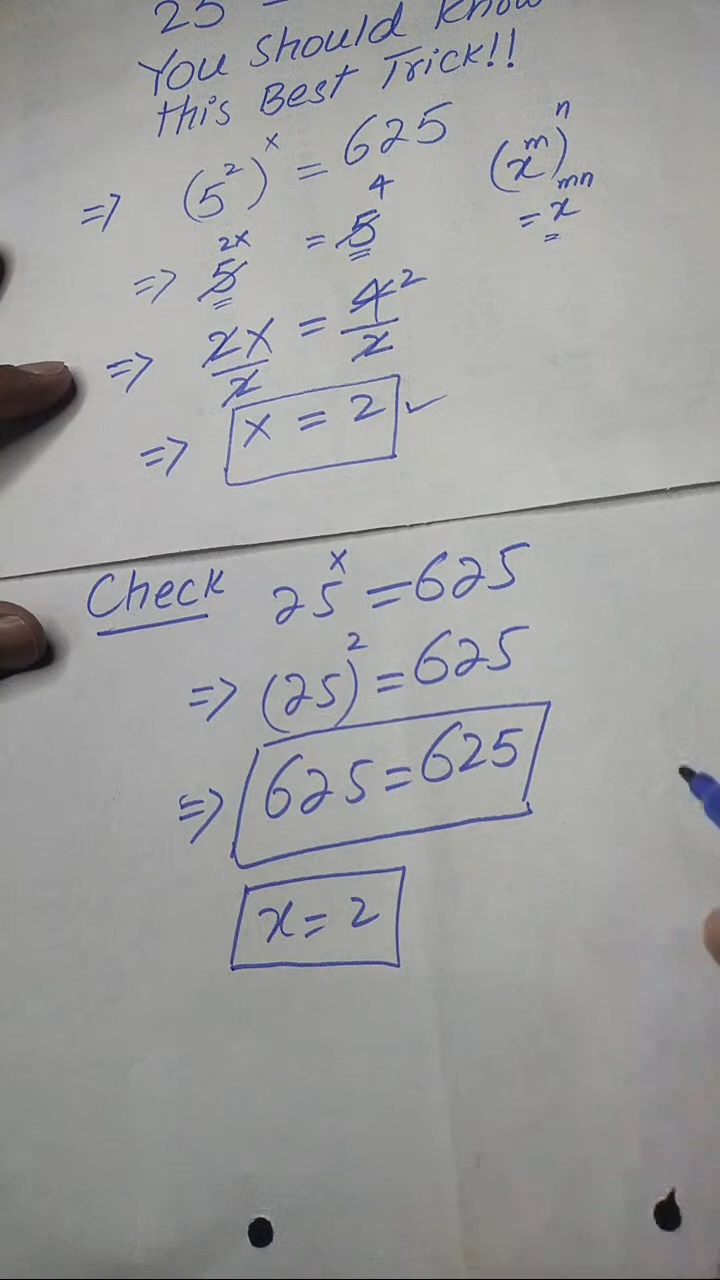 25
You should know
this Best Trick!!
⇒ (5²)ˣ = 625
(xᵐ)ⁿ
= xᵐⁿ
⇒ 5²ˣ = 5⁴
⇒ 2x/2 = 4²/2
⇒ x = 2 ✓
Check 25ˣ = 625
⇒ (25)² = 625
⇒ 625 = 625
x = 2